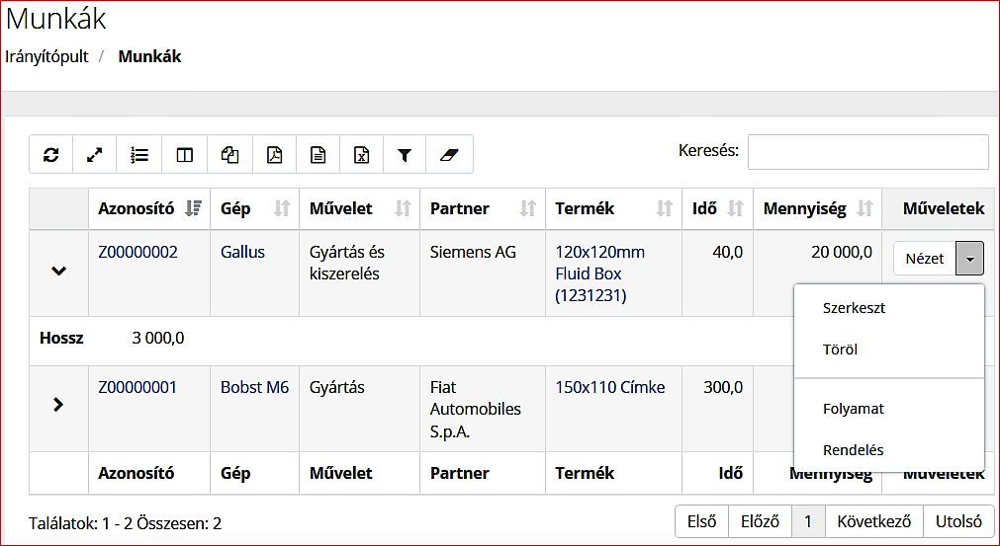 Munkák
Irányítópult / Munkák
Keresés:
Azonosító Gép Művelet Partner Termék Idő Mennyiség Műveletek
Z00000002 Gallus Gyártás és Siemens AG 120x120mm 40,0 20 000,0 Nézet
kiszerelés Fluid Box
(1231231)
Szerkeszt
Hossz 3 000,0
Töröl
Z00000001 Bobst M6 Gyártás Fiat 150x110 Címke 300,0
Automobiles Folyamat
S.p.A.
Rendelés
Azonosító Gép Művelet Partner Termék Idő Mennyiség Műveletek
Találatok: 1 - 2 Összesen: 2
Első Előző 1 Következő Utolsó